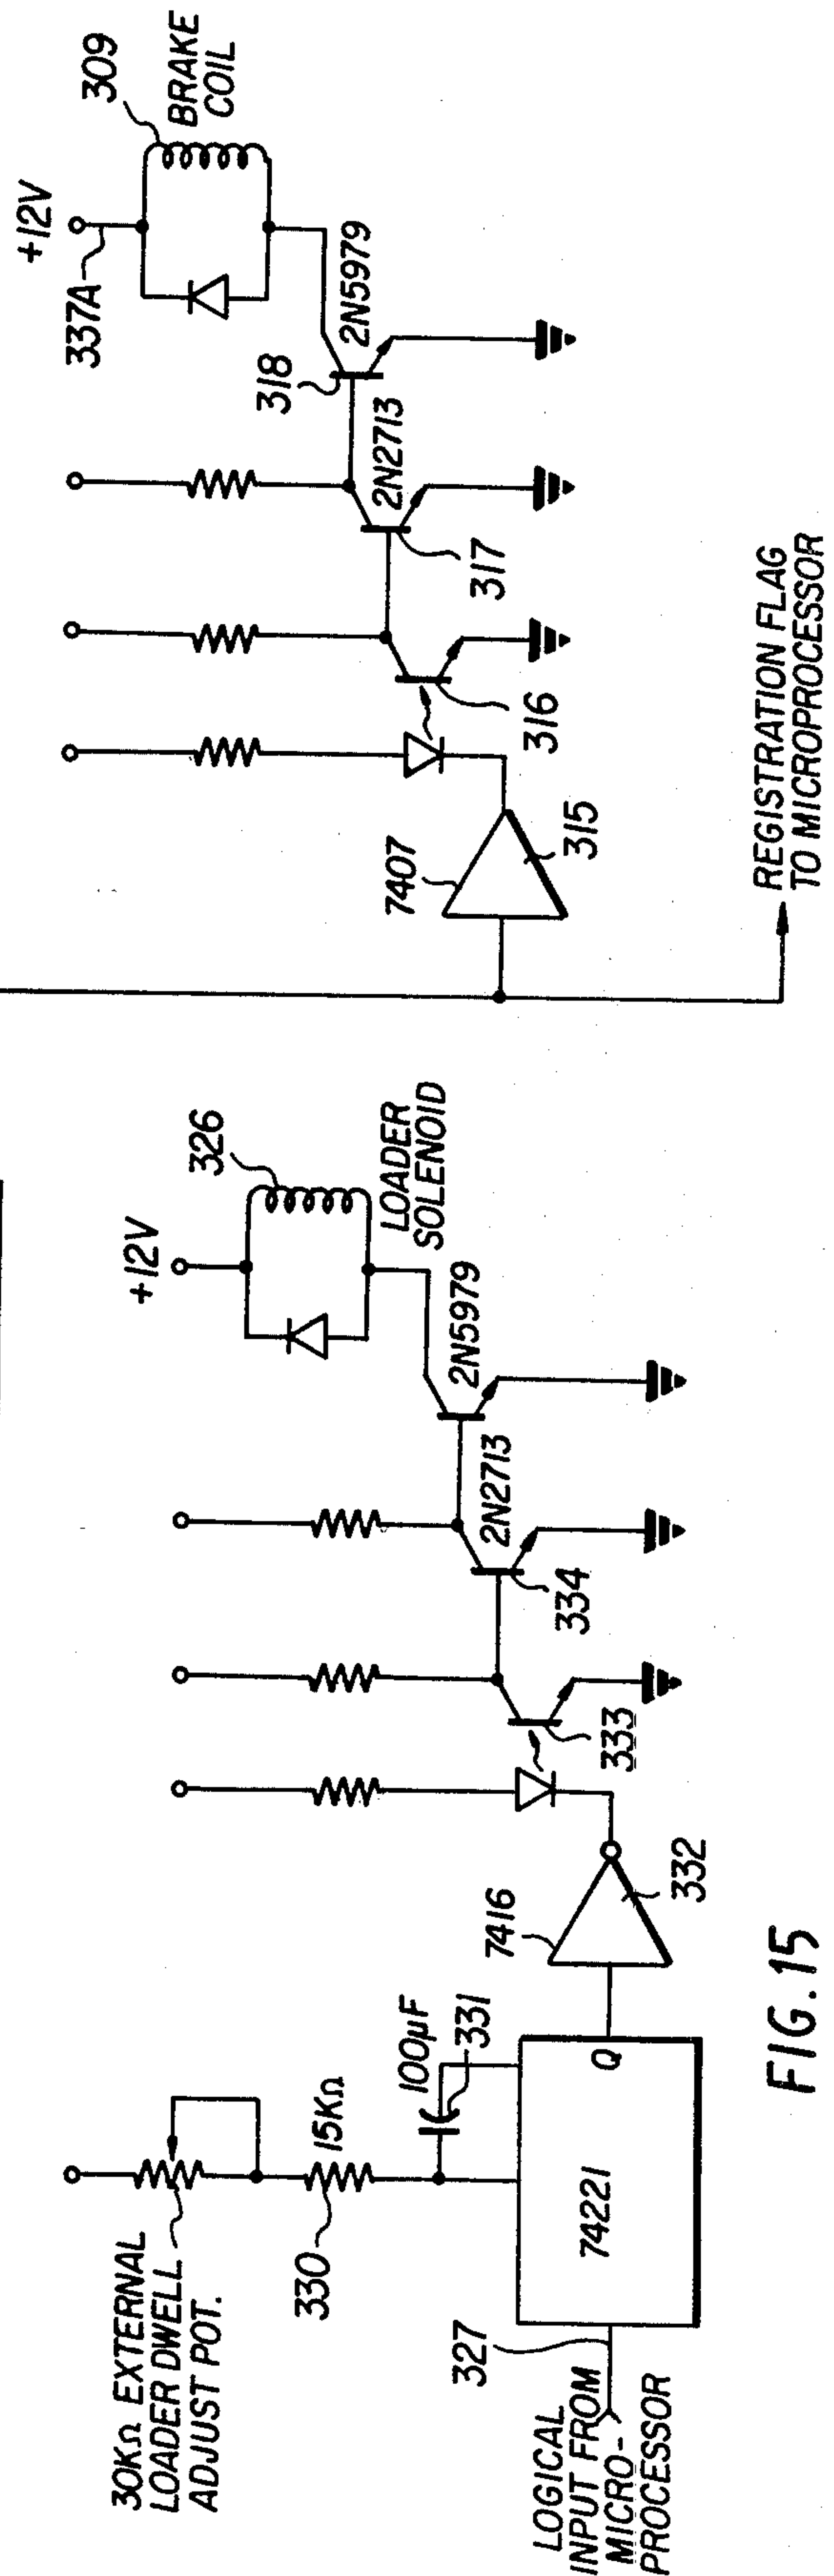 30KΩ EXTERNAL
LOADER DWELL
ADJUST POT.
330
15KΩ
100μF
331
327
LOGICAL
INPUT FROM
MICRO-
PROCESSOR
74221
Q
7416
332
333
334
2N2713
2N5979
+12V
326
LOADER
SOLENOID
7407
315
316
317
2N2713
318
2N5979
+12V
337A
309
BRAKE
COIL
REGISTRATION FLAG
TO MICROPROCESSOR
FIG. 15